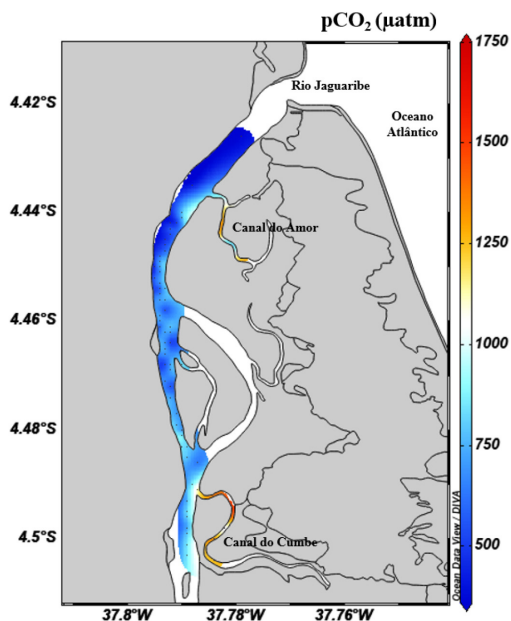 pCO₂ (µatm)
1750
Rio Jaguaribe
4.42°S
Oceano
Atlântico
1500
4.44°S
Canal do Amor
1250
4.46°S
1000
4.48°S
750
4.5°S
Canal do Cumbe
500
Ocean Data View / DIVA
37.8°W
37.78°W
37.76°W